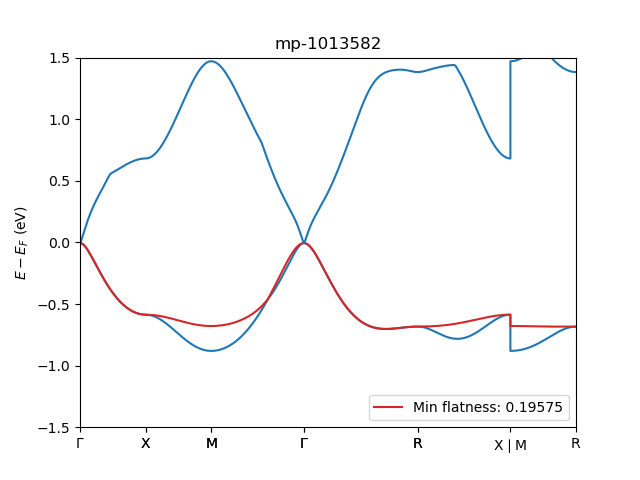 mp-1013582
E − E_F (eV)
1.5
1.0
0.5
0.0
−0.5
−1.0
−1.5
Γ X M Γ R X | M R
Min flatness: 0.19575